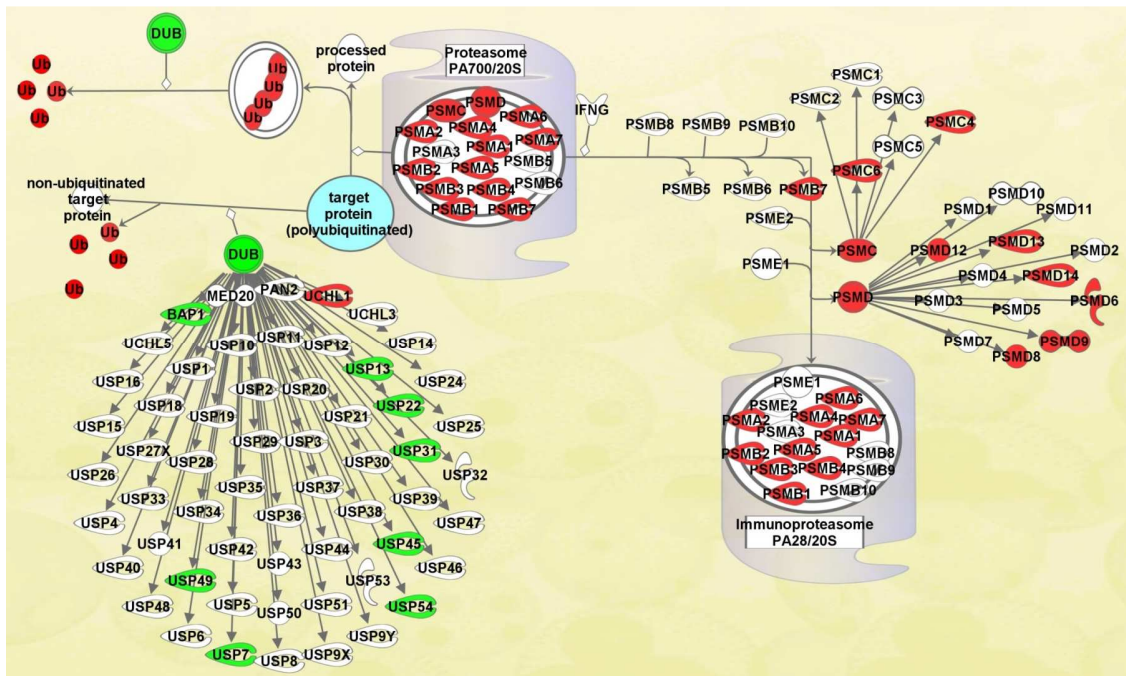 DUB
Ub
Ub
Ub
Ub
Ub
Ub
Ub
Ub
processed
protein
Proteasome
PA700/20S
PSMC
PSMD
PSMA6
PSMA2
PSMA4
PSMA7
PSMA3
PSMA1
PSMB5
PSMB2
PSMA5
PSMB6
PSMB3
PSMB4
PSMB1
PSMB7
IFNG
PSMB8
PSMB9
PSMB10
PSMB5
PSMB6
PSMB7
PSME2
PSME1
PSMC
PSMD
PSMC1
PSMC2
PSMC3
PSMC4
PSMC5
PSMC6
PSMD10
PSMD1
PSMD11
PSMD12
PSMD13
PSMD2
PSMD4
PSMD14
PSMD3
PSMD5
PSMD6
PSMD7
PSMD8
PSMD9
non-ubiquitinated
target
protein
Ub
Ub
Ub
Ub
target
protein
(polyubiquitinated)
DUB
MED20
PAN2
UCHL1
BAP1
UCHL3
UCHL5
USP10
USP11
USP12
USP14
USP16
USP1
USP13
USP24
USP2
USP20
USP15
USP18
USP19
USP21
USP22
USP25
USP27X
USP29
USP3
USP31
USP26
USP28
USP30
USP32
USP33
USP35
USP37
USP39
USP4
USP34
USP36
USP38
USP47
USP41
USP42
USP44
USP45
USP40
USP43
USP46
USP49
USP53
USP48
USP5
USP50
USP51
USP54
USP6
USP9Y
USP7
USP8
USP9X
PSME1
PSME2
PSMA6
PSMA2
PSMA4
PSMA7
PSMA3
PSMA1
PSMB2
PSMA5
PSMB8
PSMB3
PSMB4
PSMB9
PSMB1
PSMB10
Immunoproteasome
PA28/20S